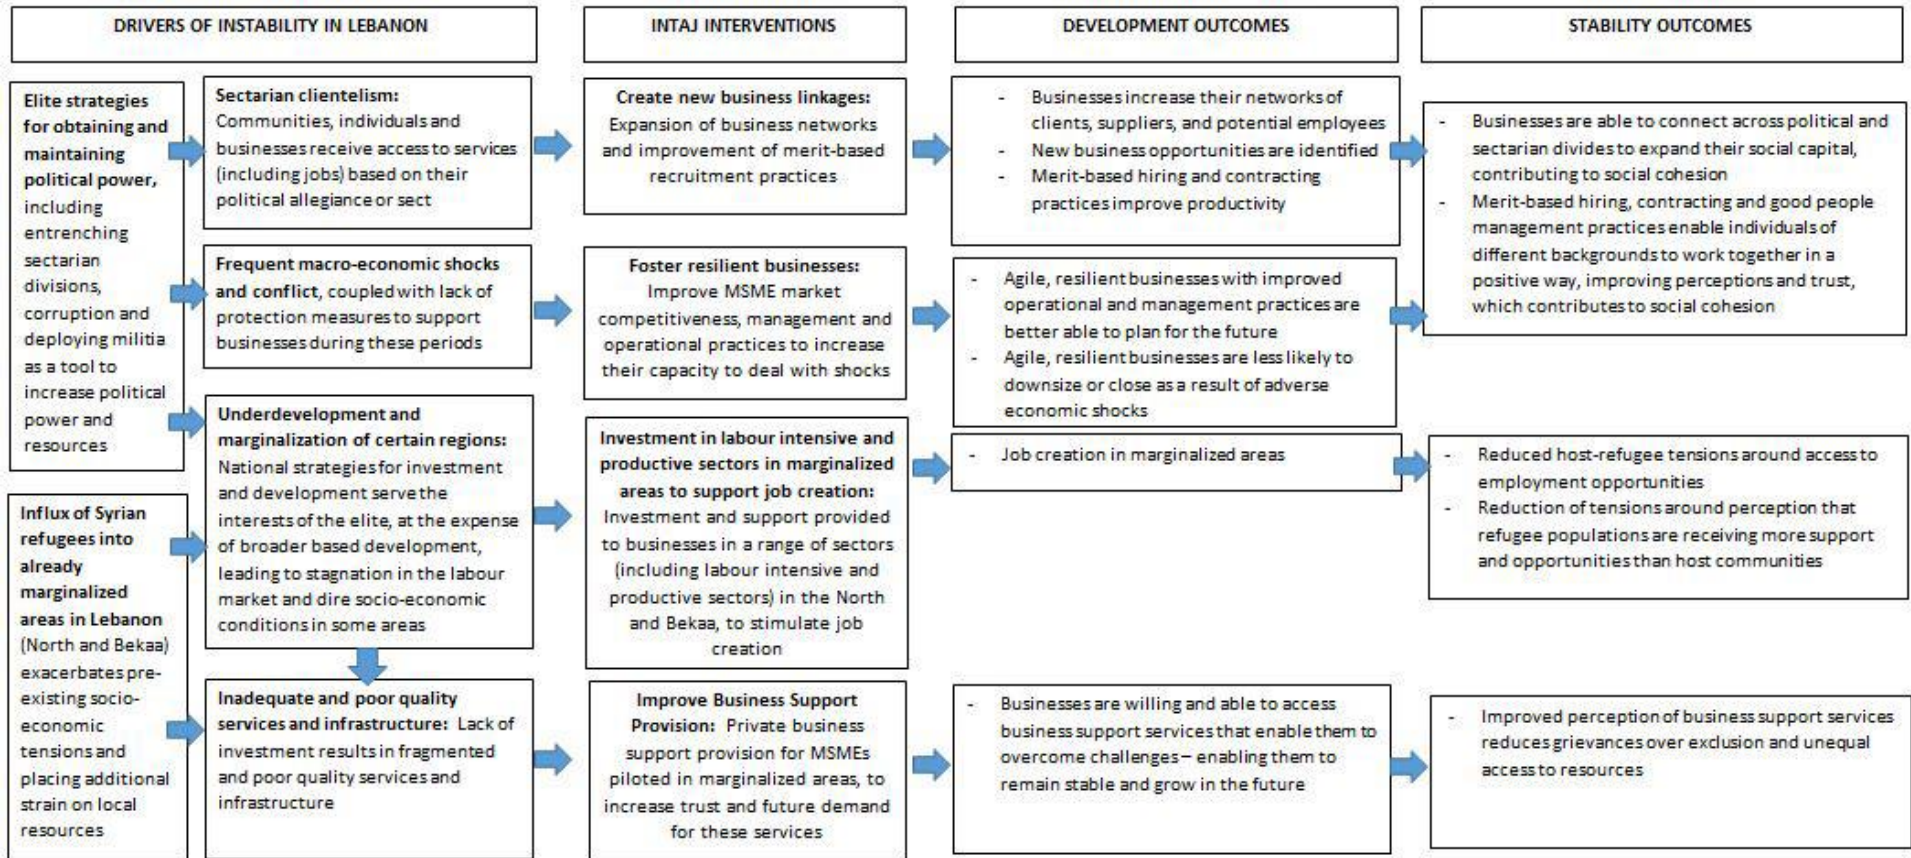 DRIVERS OF INSTABILITY IN LEBANON
INTAJ INTERVENTIONS
DEVELOPMENT OUTCOMES
STABILITY OUTCOMES
Elite strategies
for obtaining and
maintaining
political power,
including
entrenching
sectarian
divisions,
corruption and
deploying militia
as a tool to
increase political
power and
resources
Influx of Syrian
refugees into
already
marginalized
areas in Lebanon
(North and Bekaa)
exacerbates pre-
existing socio-
economic
tensions and
placing additional
strain on local
resources
Sectarian clientelism:
Communities, individuals and
businesses receive access to services
(including jobs) based on their
political allegiance or sect
Frequent macro-economic shocks
and conflict, coupled with lack of
protection measures to support
businesses during these periods
Underdevelopment and
marginalization of certain regions:
National strategies for investment
and development serve the
interests of the elite, at the expense
of broader based development,
leading to stagnation in the labour
market and dire socio-economic
conditions in some areas
Inadequate and poor quality
services and infrastructure: Lack of
investment results in fragmented
and poor quality services and
infrastructure
Create new business linkages:
Expansion of business networks
and improvement of merit-based
recruitment practices
Foster resilient businesses:
Improve MSME market
competitiveness, management and
operational practices to increase
their capacity to deal with shocks
Investment in labour intensive and
productive sectors in marginalized
areas to support job creation:
Investment and support provided
to businesses in a range of sectors
(including labour intensive and
productive sectors) in the North
and Bekaa, to stimulate job
creation
Improve Business Support
Provision: Private business
support provision for MSMEs
piloted in marginalized areas, to
increase trust and future demand
for these services
- Businesses increase their networks of
clients, suppliers, and potential employees
- New business opportunities are identified
- Merit-based hiring and contracting
practices improve productivity
- Agile, resilient businesses with improved
operational and management practices are
better able to plan for the future
- Agile, resilient businesses are less likely to
downsize or close as a result of adverse
economic shocks
- Job creation in marginalized areas
- Businesses are willing and able to access
business support services that enable them to
overcome challenges – enabling them to
remain stable and grow in the future
- Businesses are able to connect across political and
sectarian divides to expand their social capital,
contributing to social cohesion
- Merit-based hiring, contracting and good people
management practices enable individuals of
different backgrounds to work together in a
positive way, improving perceptions and trust,
which contributes to social cohesion
- Reduced host-refugee tensions around access to
employment opportunities
- Reduction of tensions around perception that
refugee populations are receiving more support
and opportunities than host communities
- Improved perception of business support services
reduces grievances over exclusion and unequal
access to resources